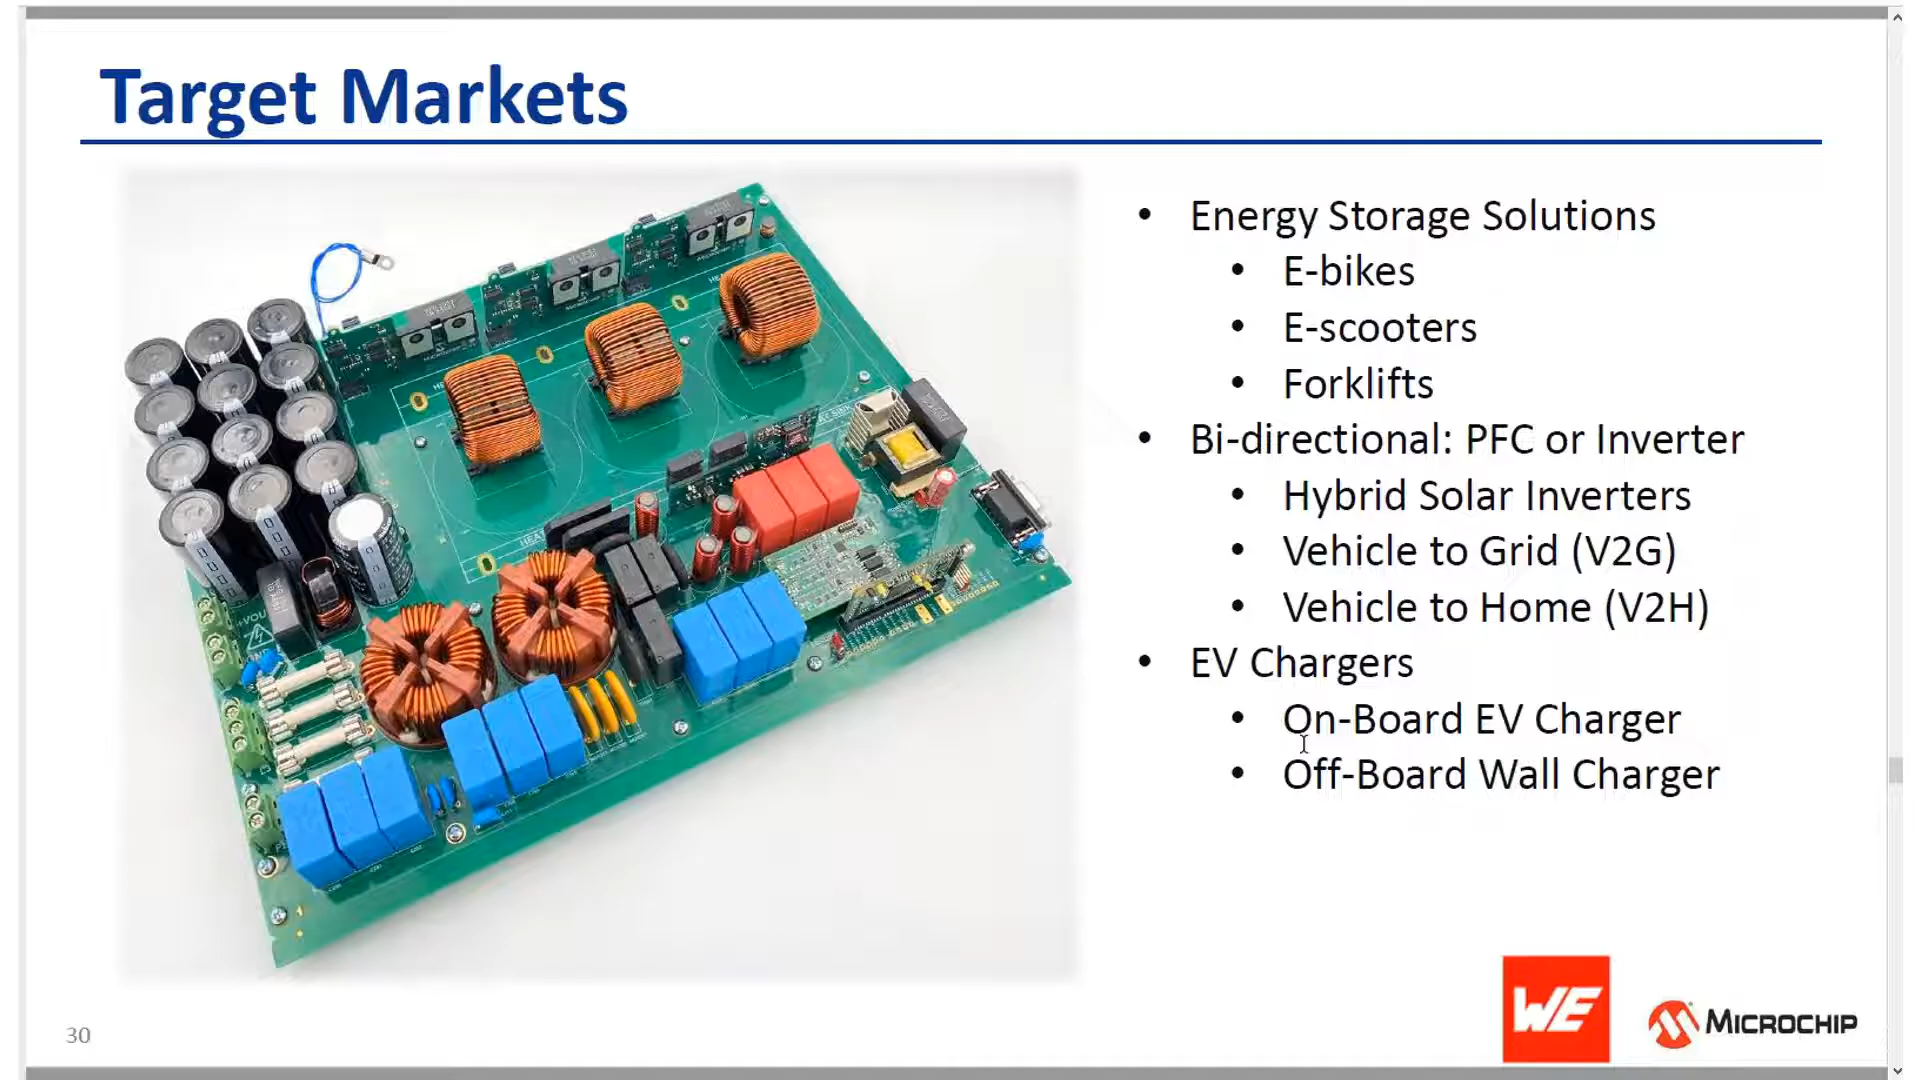 Target Markets
• Energy Storage Solutions
• E-bikes
• E-scooters
• Forklifts
• Bi-directional: PFC or Inverter
• Hybrid Solar Inverters
• Vehicle to Grid (V2G)
• Vehicle to Home (V2H)
• EV Chargers
• On-Board EV Charger
• Off-Board Wall Charger
30
WE
MICROCHIP